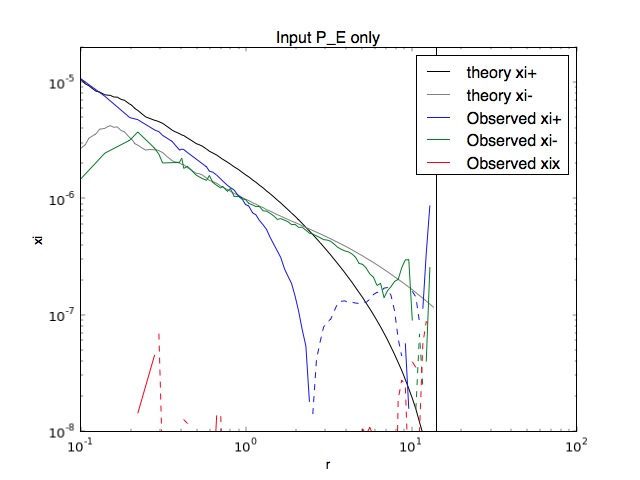 Input P_E only
theory xi+
theory xi-
Observed xi+
Observed xi-
Observed xix
xi
10^-5
10^-6
10^-7
10^-8
10^-1
10^0
10^1
10^2
r